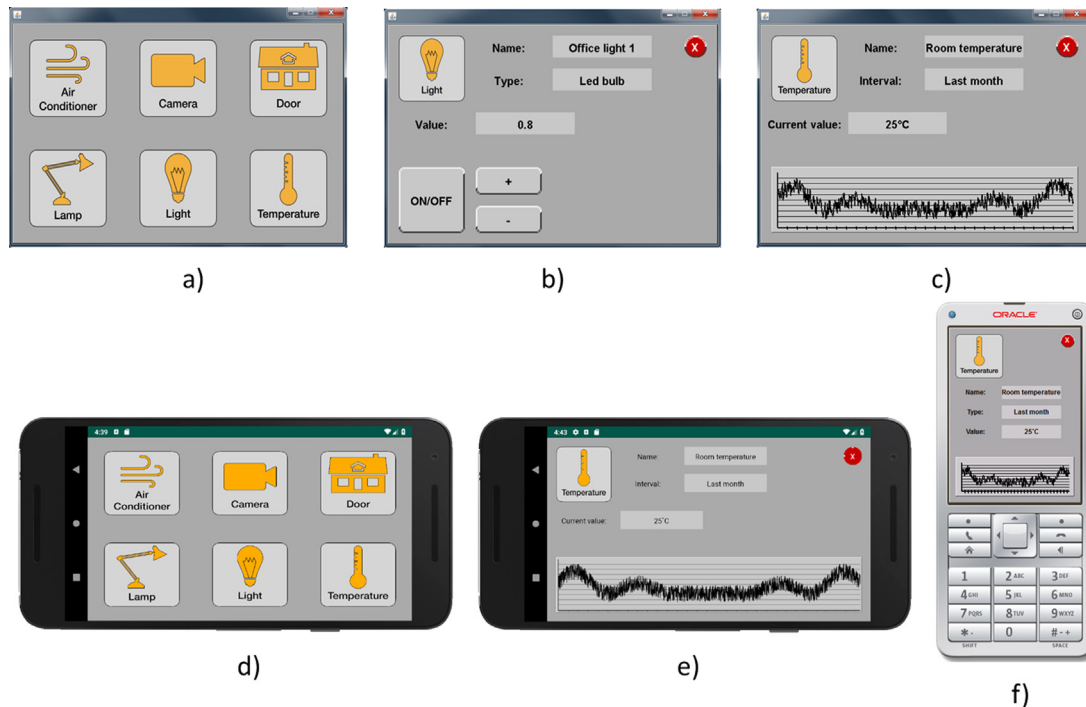 Air
Conditioner
Camera
Door
Lamp
Light
Temperature
a)
Light
Name: Office light 1
X
Type: Led bulb
Value: 0.8
ON/OFF
+
-
b)
Temperature
Name: Room temperature
X
Interval: Last month
Current value: 25°C
c)
4:39
Air
Conditioner
Camera
Door
Lamp
Light
Temperature
d)
4:43
Temperature
Name: Room temperature
X
Interval: Last month
Current value: 25°C
e)
ORACLE
Temperature
X
Name: Room temperature
Type: Last month
Value: 25°C
1 2 ABC 3 DEF
4 GHI 5 JKL 6 MNO
7 PQRS 8 TUV 9 WXYZ
* · 0 # - +
SHIFT SPACE
f)